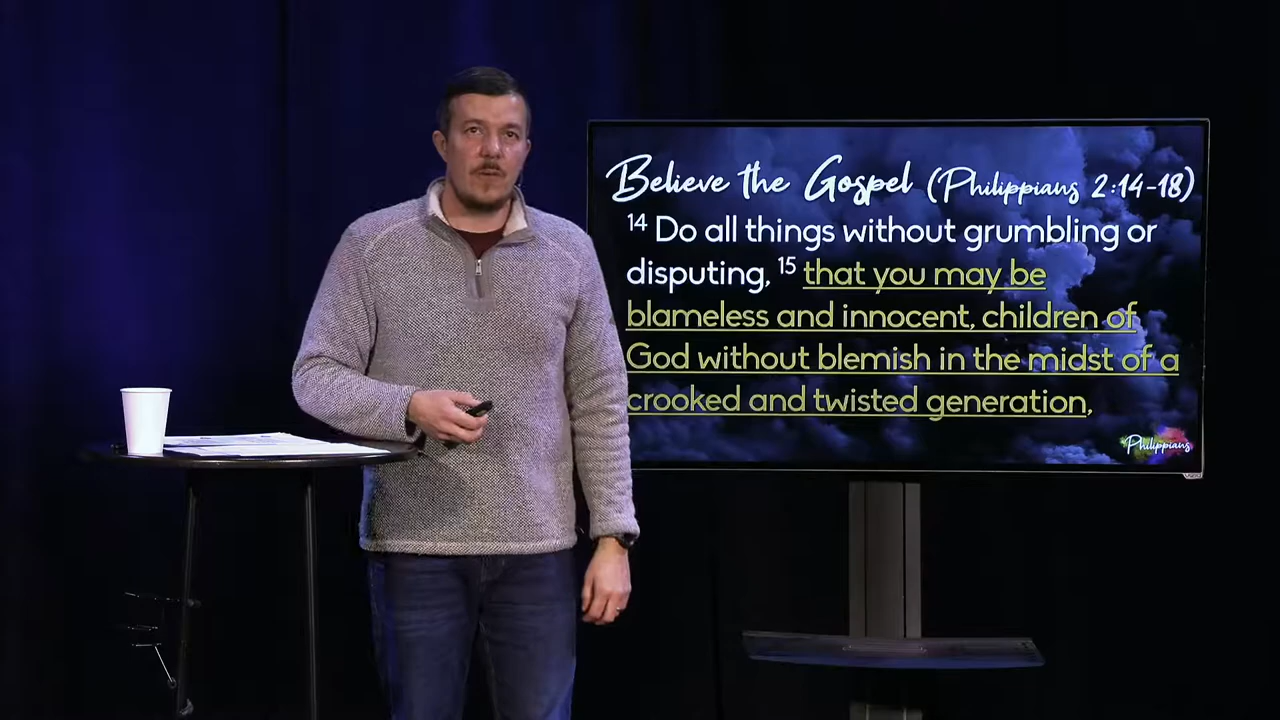 Believe the Gospel (Philippians 2:14-18)
14 Do all things without grumbling or
disputing, 15 that you may be
blameless and innocent, children of
God without blemish in the midst of a
crooked and twisted generation,
Philippians